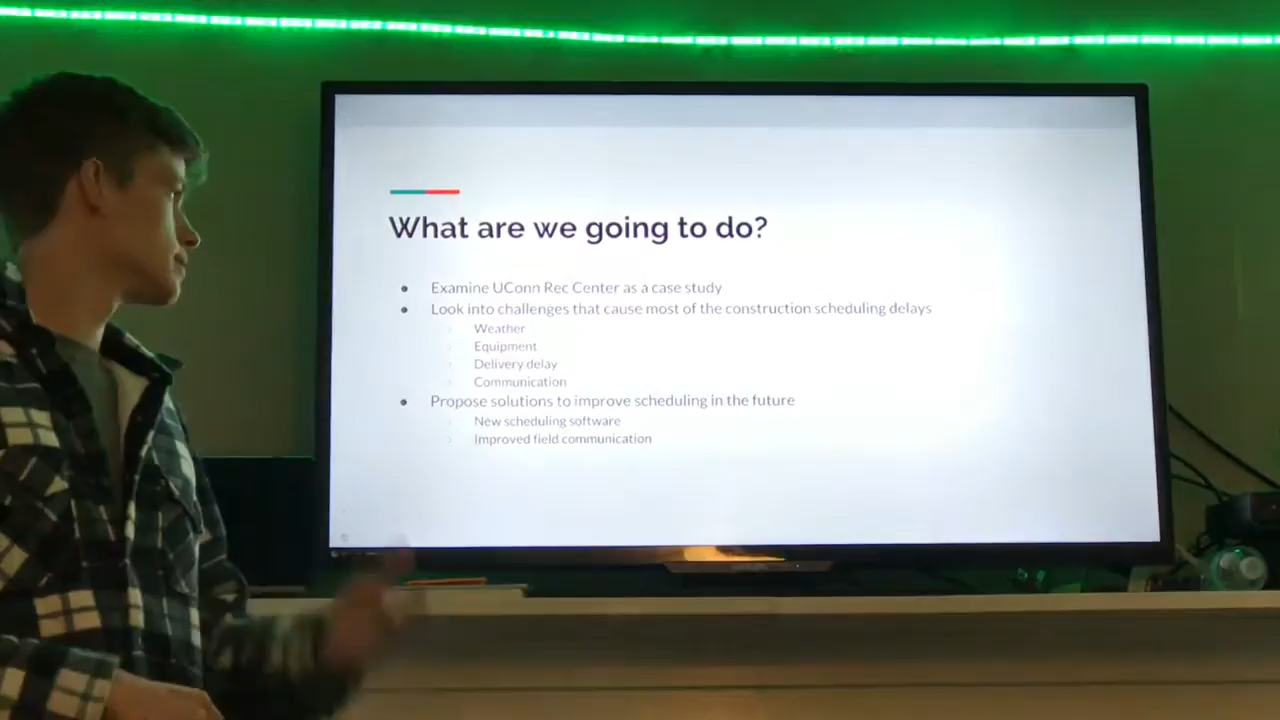 What are we going to do?
Examine UConn Rec Center as a case study
Look into challenges that cause most of the construction scheduling delays
Weather
Equipment
Delivery delay
Communication
Propose solutions to improve scheduling in the future
New scheduling software
Improved field communication